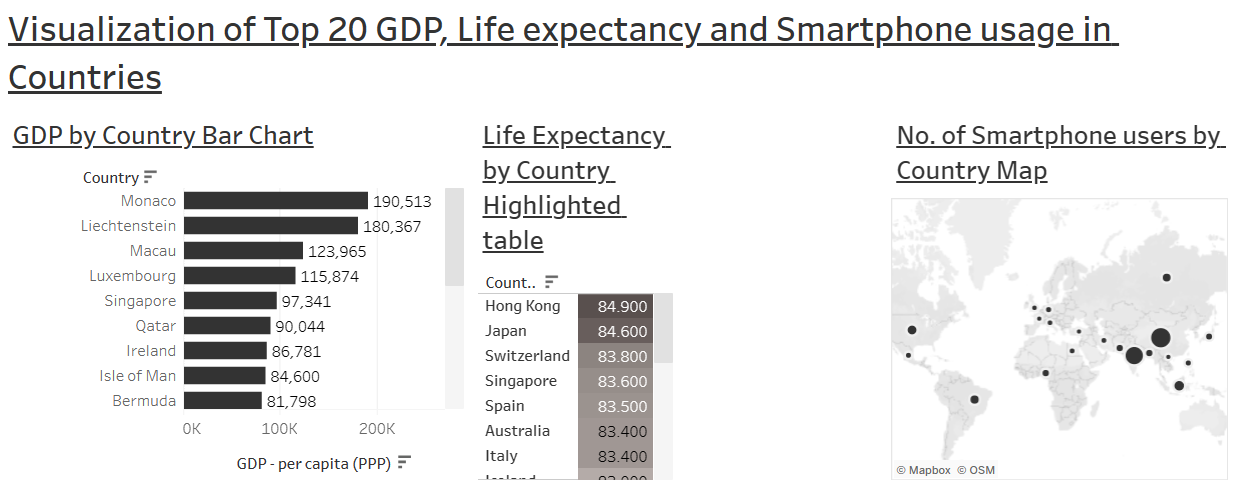 Visualization of Top 20 GDP, Life expectancy and Smartphone usage in
Countries
GDP by Country Bar Chart
Country
Monaco 190,513
Liechtenstein 180,367
Macau 123,965
Luxembourg 115,874
Singapore 97,341
Qatar 90,044
Ireland 86,781
Isle of Man 84,600
Bermuda 81,798
0K 100K 200K
GDP - per capita (PPP)
Life Expectancy
by Country
Highlighted
table
Count..
Hong Kong 84.900
Japan 84.600
Switzerland 83.800
Singapore 83.600
Spain 83.500
Australia 83.400
Italy 83.400
No. of Smartphone users by
Country Map
© Mapbox © OSM